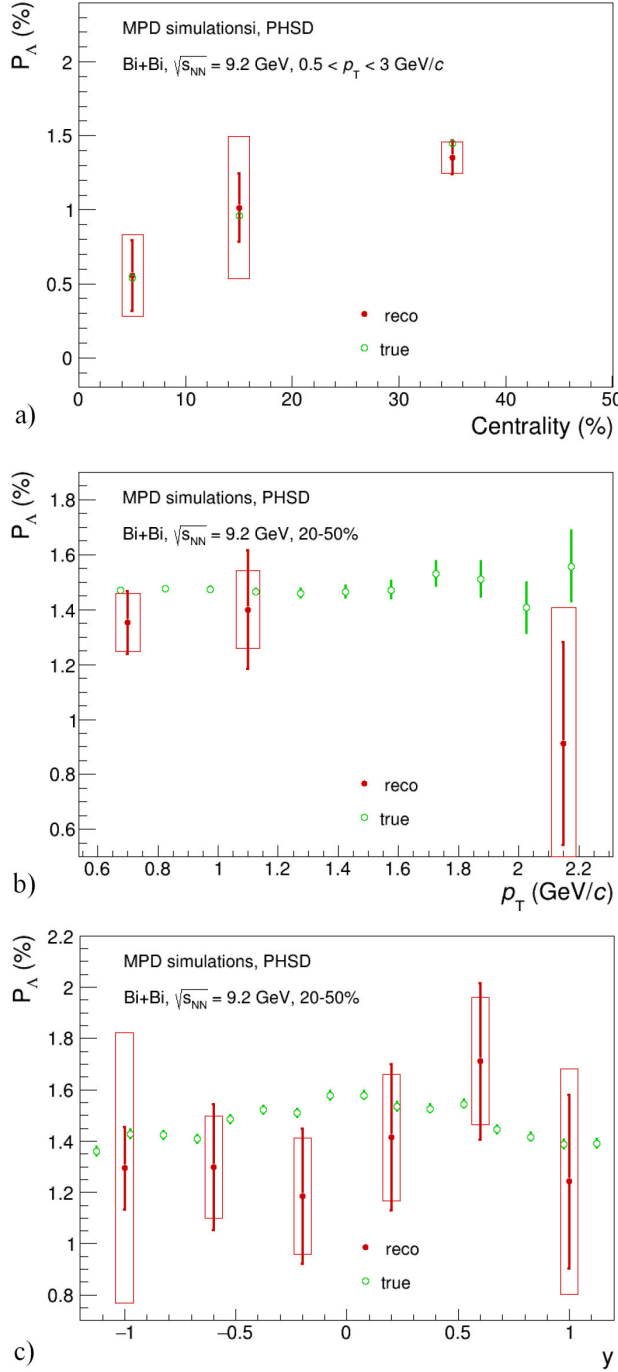 P_Λ (%)
MPD simulationsi, PHSD
Bi+Bi, √s_NN = 9.2 GeV, 0.5 < p_T < 3 GeV/c
2
1.5
1
0.5
0
reco
true
0 10 20 30 40 50
a)
Centrality (%)
P_Λ (%)
MPD simulations, PHSD
Bi+Bi, √s_NN = 9.2 GeV, 20-50%
1.8
1.6
1.4
1.2
1
0.8
0.6
reco
true
0.6 0.8 1 1.2 1.4 1.6 1.8 2 2.2
b)
p_T (GeV/c)
P_Λ (%)
MPD simulations, PHSD
Bi+Bi, √s_NN = 9.2 GeV, 20-50%
2.2
2
1.8
1.6
1.4
1.2
1
0.8
reco
true
−1 −0.5 0 0.5 1
c)
y